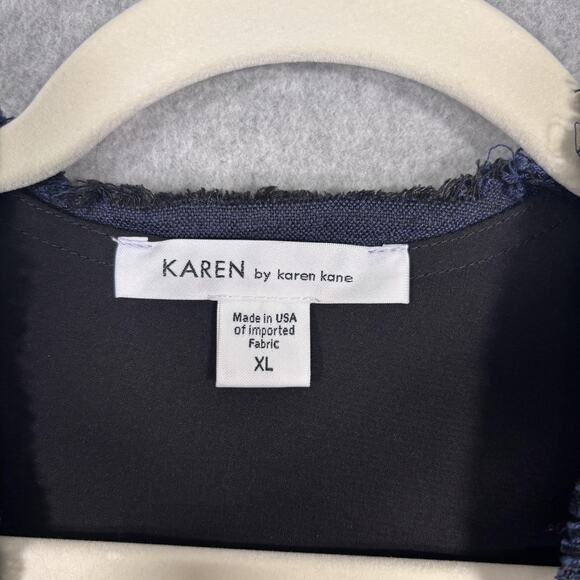 KAREN by karen kane
Made in USA
of imported
Fabric
XL